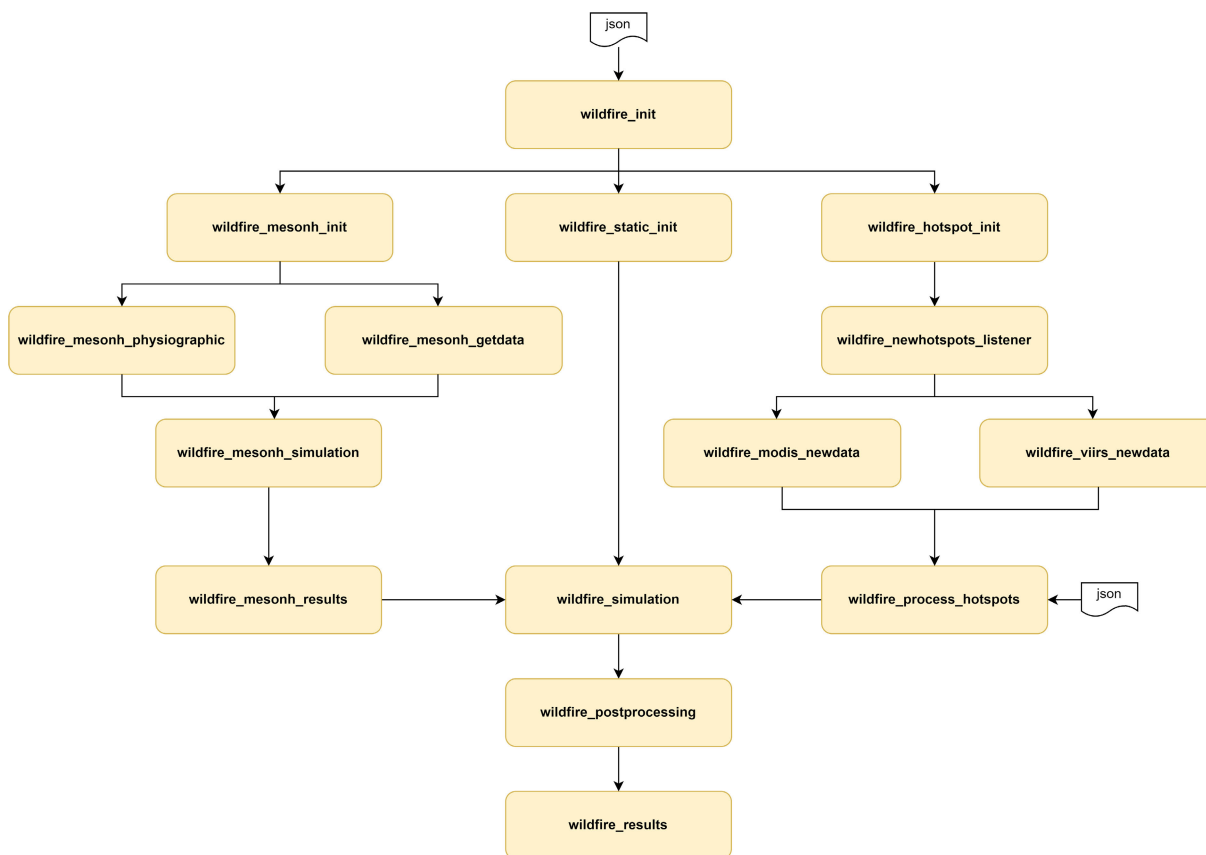 json
wildfire_init
wildfire_mesonh_init
wildfire_static_init
wildfire_hotspot_init
wildfire_mesonh_physiographic
wildfire_mesonh_getdata
wildfire_newhotspots_listener
wildfire_mesonh_simulation
wildfire_modis_newdata
wildfire_viirs_newdata
wildfire_mesonh_results
wildfire_simulation
wildfire_process_hotspots
json
wildfire_postprocessing
wildfire_results